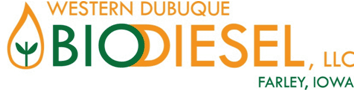 WESTERN DUBUQUE
BIODIESEL, LLC
FARLEY, IOWA